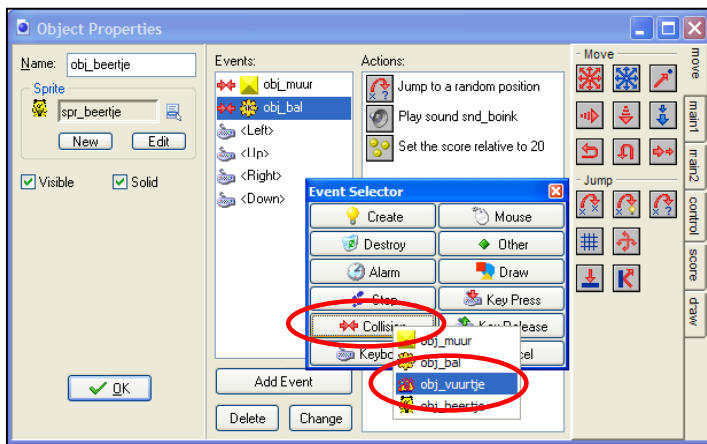 Object Properties
Name: obj_beertje
Sprite
spr_beertje
New Edit
Visible Solid
OK
Events:
obj_muur
obj_bal
<Left>
<Up>
<Right>
<Down>
Add Event
Delete Change
Actions:
Jump to a random position
Play sound snd_boink
Set the score relative to 20
Event Selector
Create Mouse
Destroy Other
Alarm Draw
Step Key Press
Collision Key Release
obj_muur
obj_bal
obj_vuurtje
obj_beertje
Move
Jump
move
main1
main2
control
score
draw